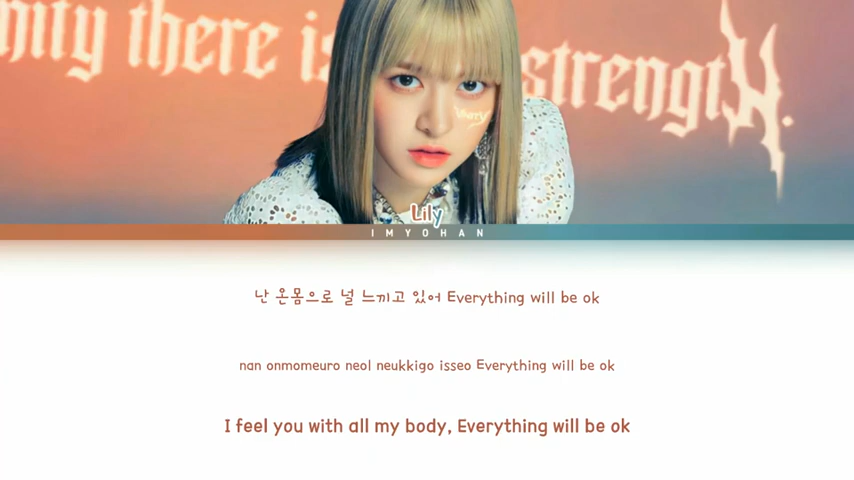 nity there is strength.
Lily
IMYOHAN
난 온몸으로 널 느끼고 있어 Everything will be ok
nan onmomeuro neol neukkigo isseo Everything will be ok
I feel you with all my body, Everything will be ok